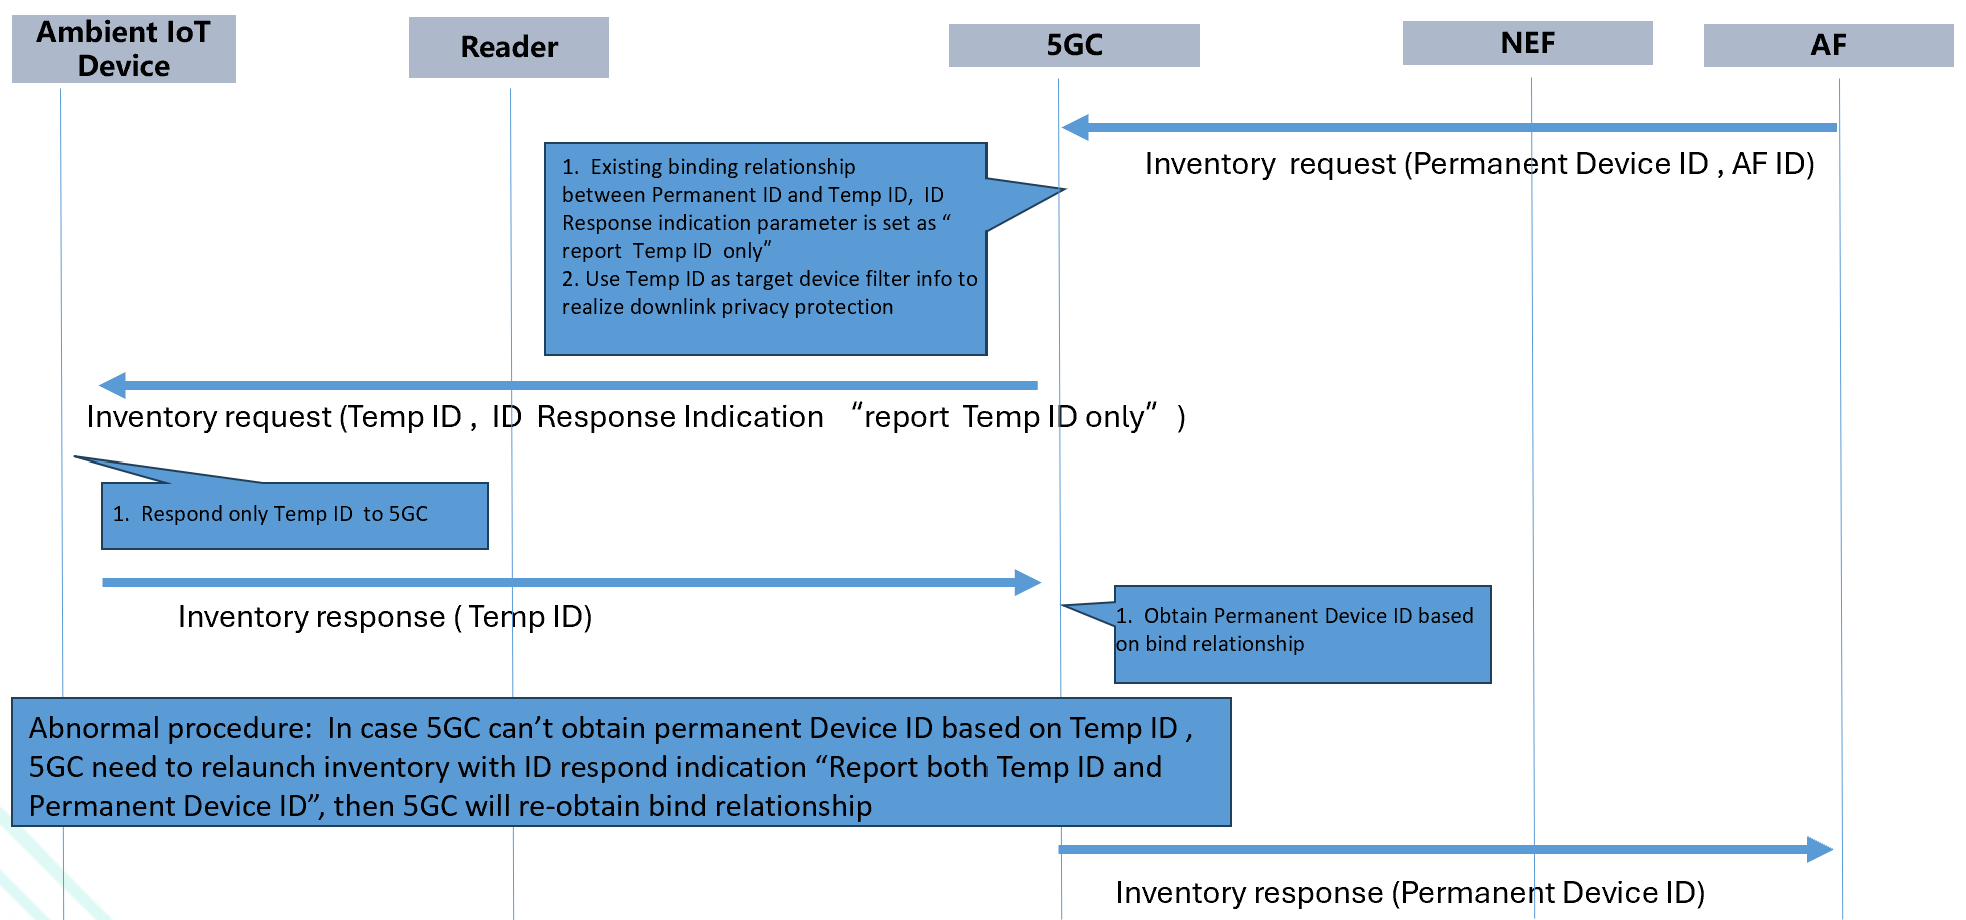 Ambient IoT
Device
Reader
5GC
NEF
AF
Inventory request (Permanent Device ID , AF ID)
1. Existing binding relationship
between Permanent ID and Temp ID, ID
Response indication parameter is set as “
report Temp ID only”
2. Use Temp ID as target device filter info to
realize downlink privacy protection
Inventory request (Temp ID , ID Response Indication “report Temp ID only” )
1. Respond only Temp ID to 5GC
Inventory response ( Temp ID)
1. Obtain Permanent Device ID based
on bind relationship
Abnormal procedure: In case 5GC can’t obtain permanent Device ID based on Temp ID ,
5GC need to relaunch inventory with ID respond indication “Report both Temp ID and
Permanent Device ID”, then 5GC will re-obtain bind relationship
Inventory response (Permanent Device ID)